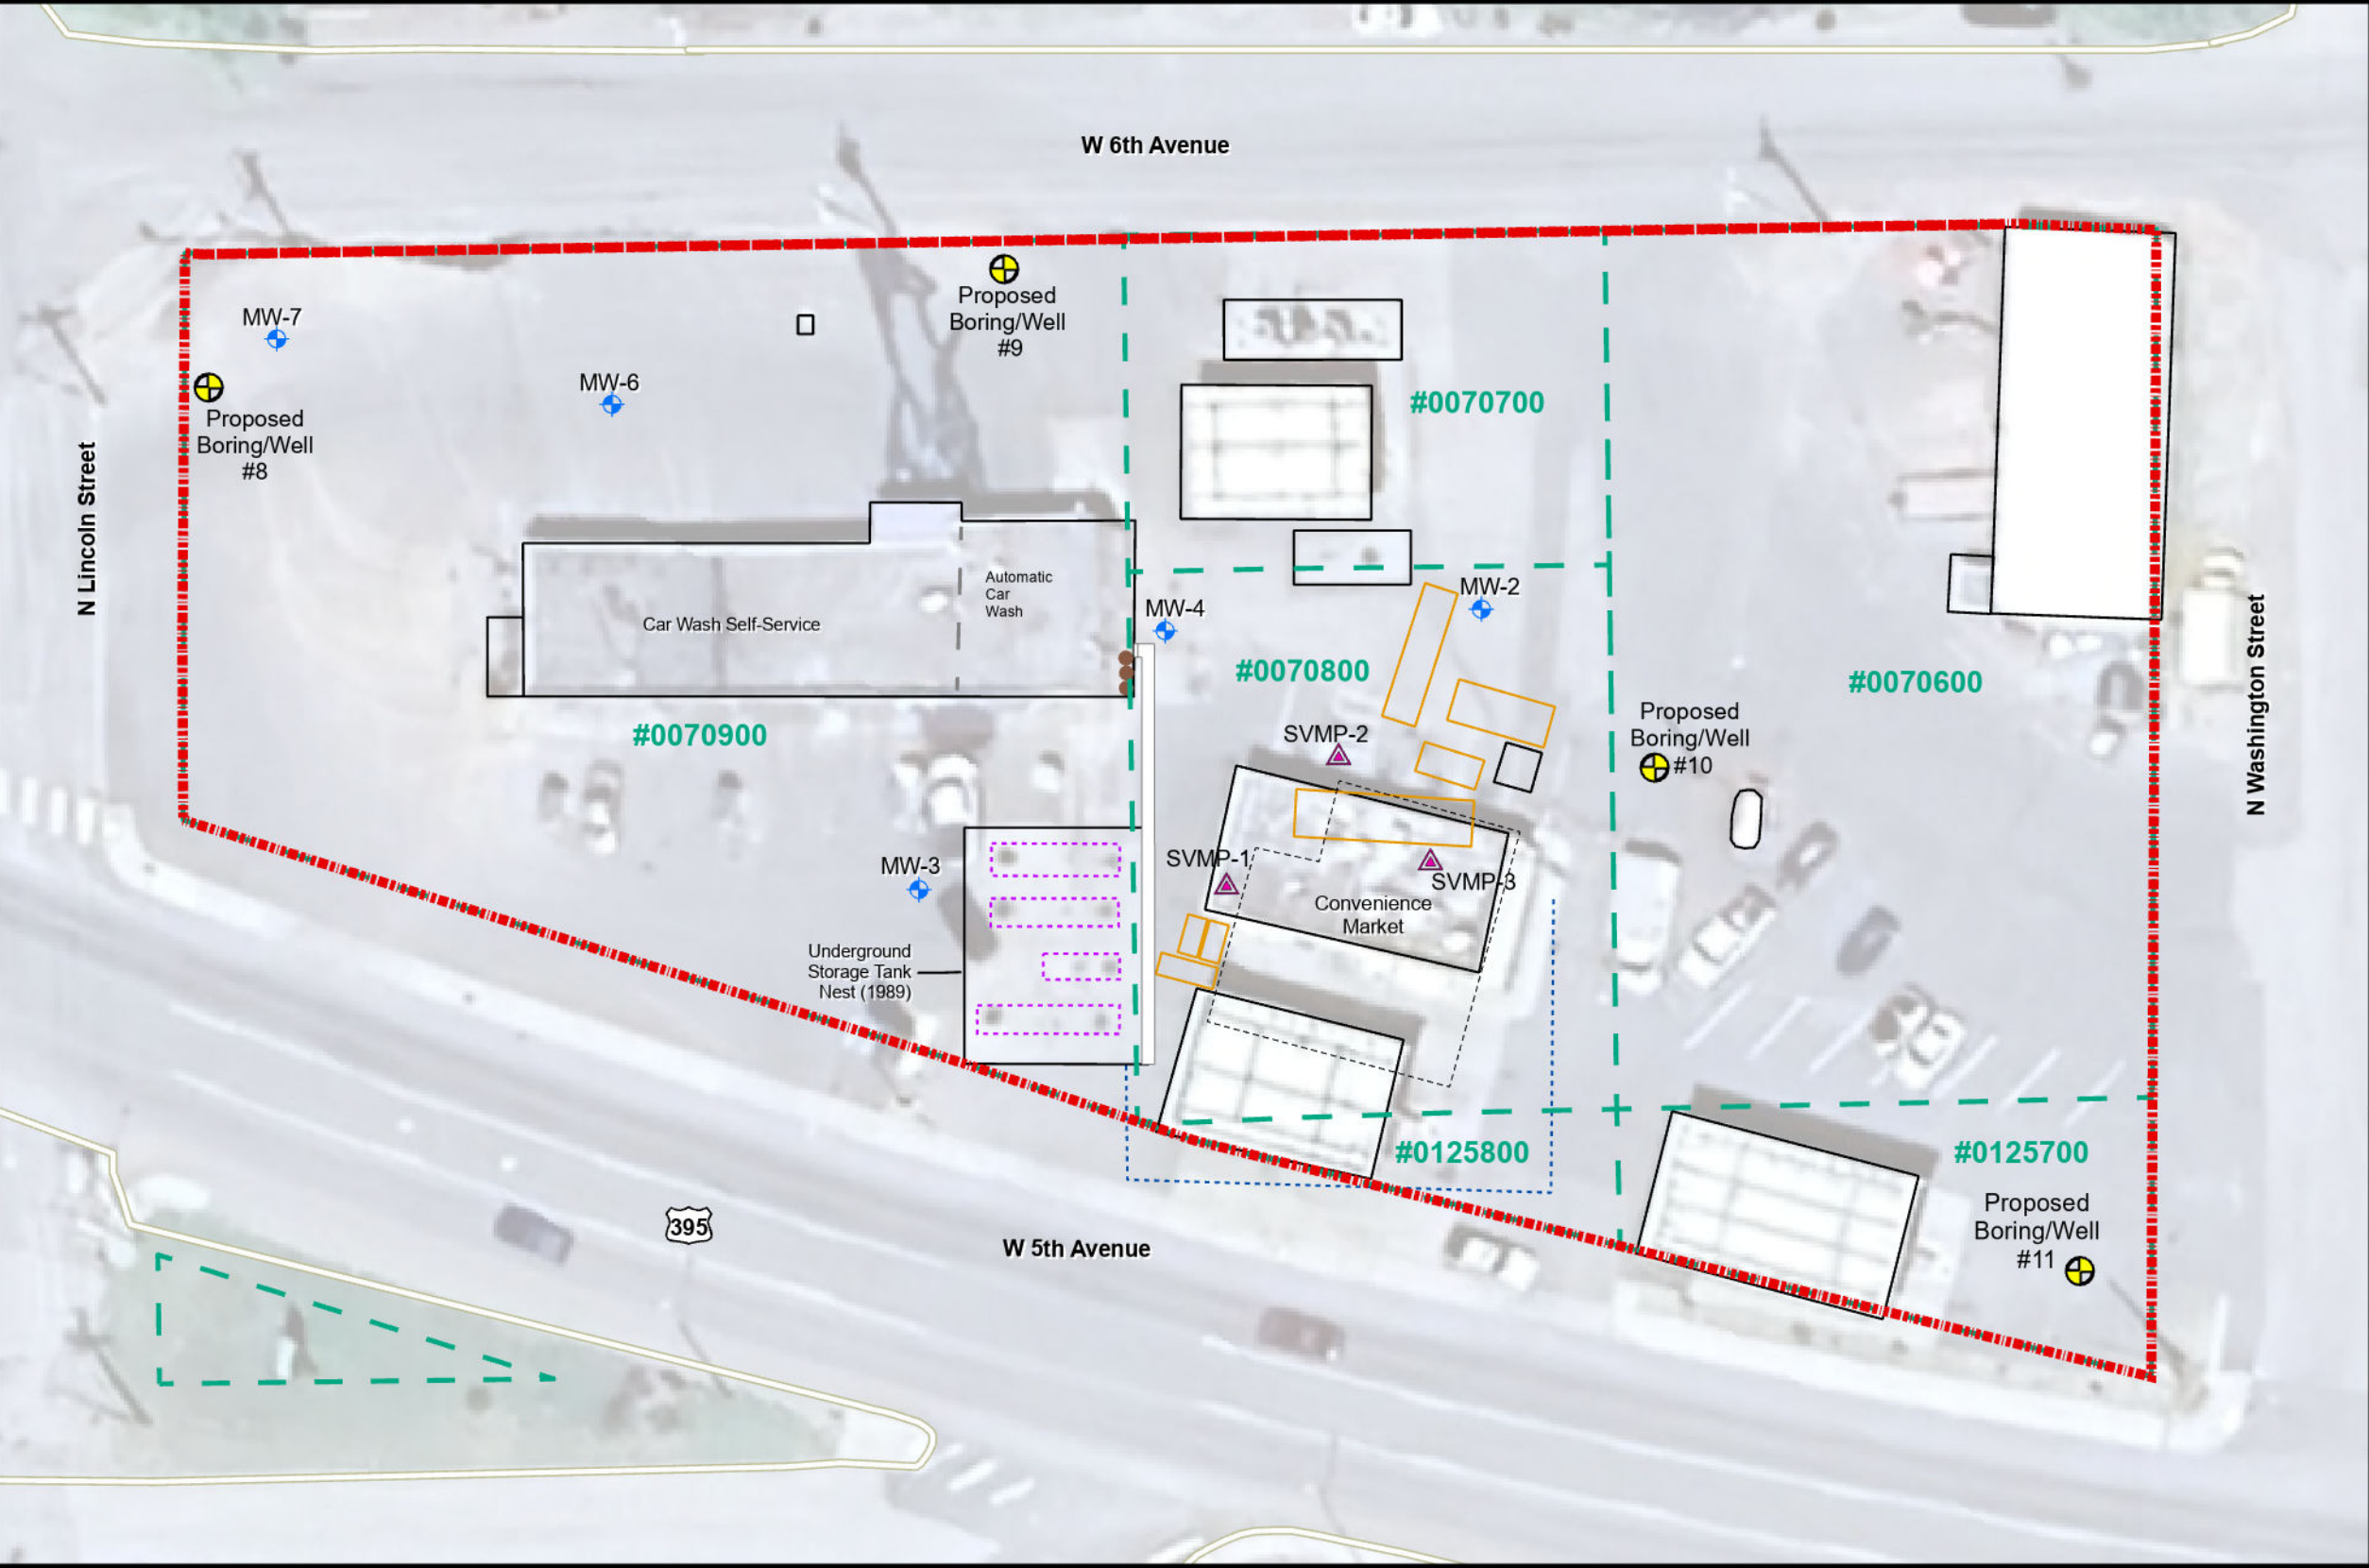 W 6th Avenue
MW-7
Proposed
Boring/Well
#9
MW-6
#0070700
Proposed
Boring/Well
#8
N Lincoln Street
Automatic
Car
Wash
Car Wash Self-Service
MW-4
MW-2
#0070800
#0070600
N Washington Street
#0070900
SVMP-2
Proposed
Boring/Well
#10
MW-3
SVMP-1
SVMP-3
Convenience
Market
Underground
Storage Tank
Nest (1989)
#0125800
#0125700
Proposed
Boring/Well
#11
395
W 5th Avenue